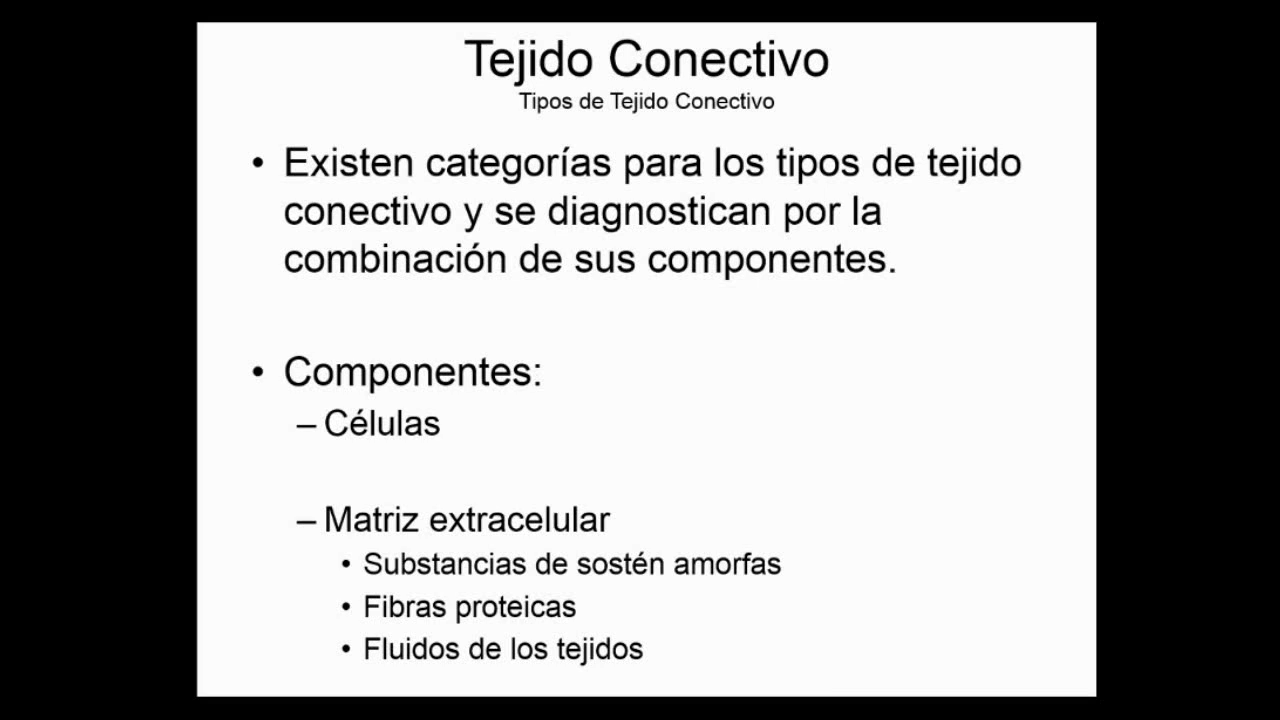 Tejido Conectivo
Tipos de Tejido Conectivo
• Existen categorías para los tipos de tejido
conectivo y se diagnostican por la
combinación de sus componentes.
• Componentes:
– Células
– Matriz extracelular
• Substancias de sostén amorfas
• Fibras proteicas
• Fluidos de los tejidos